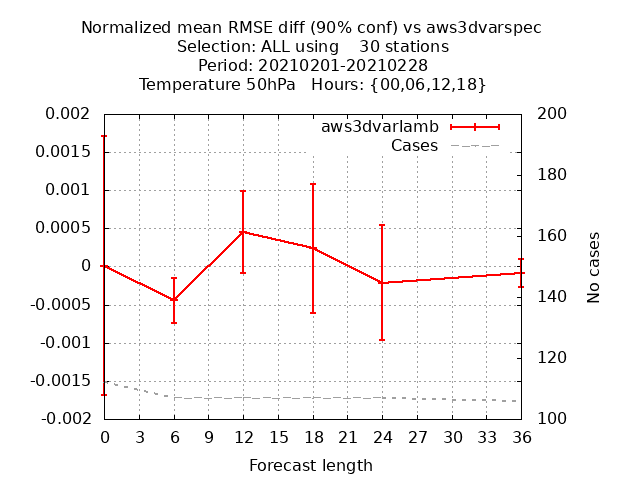 Normalized mean RMSE diff (90% conf) vs aws3dvarspec
Selection: ALL using    30 stations
Period: 20210201-20210228
Temperature 50hPa   Hours: {00,06,12,18}
aws3dvarlamb
Cases
0.002
0.0015
0.001
0.0005
0
-0.0005
-0.001
-0.0015
-0.002
200
180
160
140
120
100
No cases
0 3 6 9 12 15 18 21 24 27 30 33 36
Forecast length